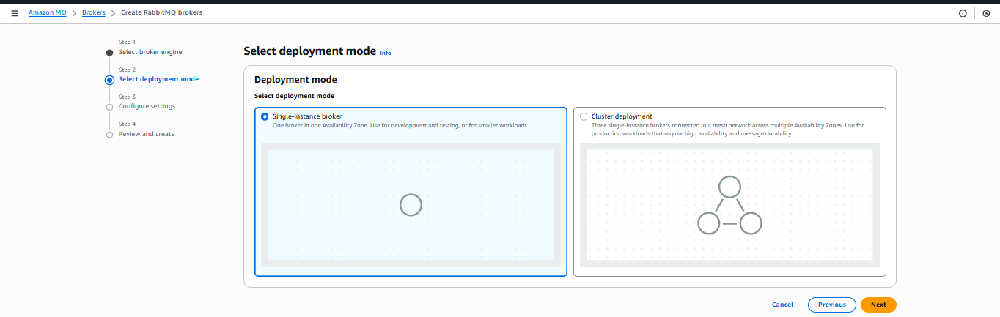 Amazon MQ > Brokers > Create RabbitMQ brokers
Step 1
Select broker engine
Step 2
Select deployment mode
Step 3
Configure settings
Step 4
Review and create
Select deployment mode Info
Deployment mode
Select deployment mode
Single-instance broker
One broker in one Availability Zone. Use for development and testing, or for smaller workloads.
Cluster deployment
Three single-instance brokers connected in a mesh network across multiple Availability Zones. Use for
production workloads that require high availability and message durability.
Cancel
Previous
Next